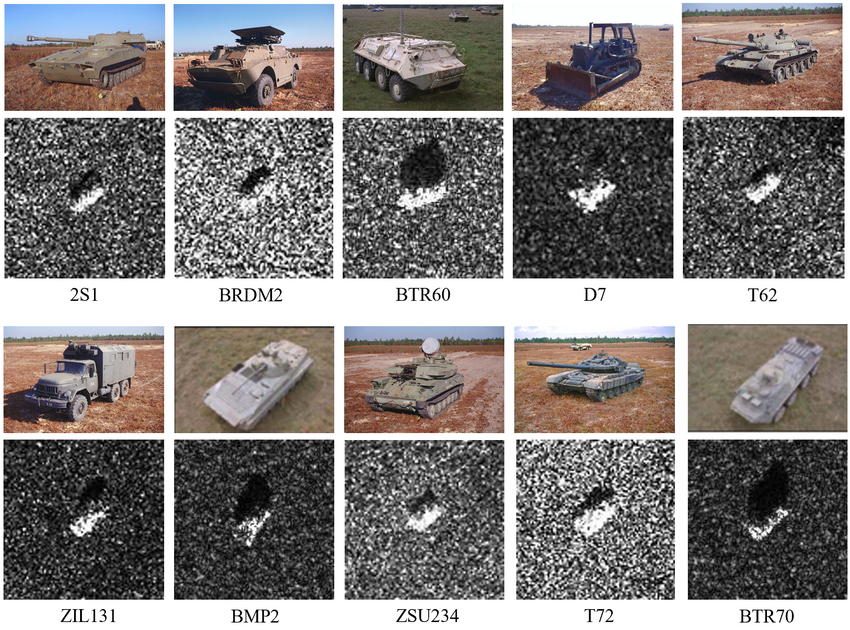 2S1 BRDM2 BTR60 D7 T62
ZIL131 BMP2 ZSU234 T72 BTR70